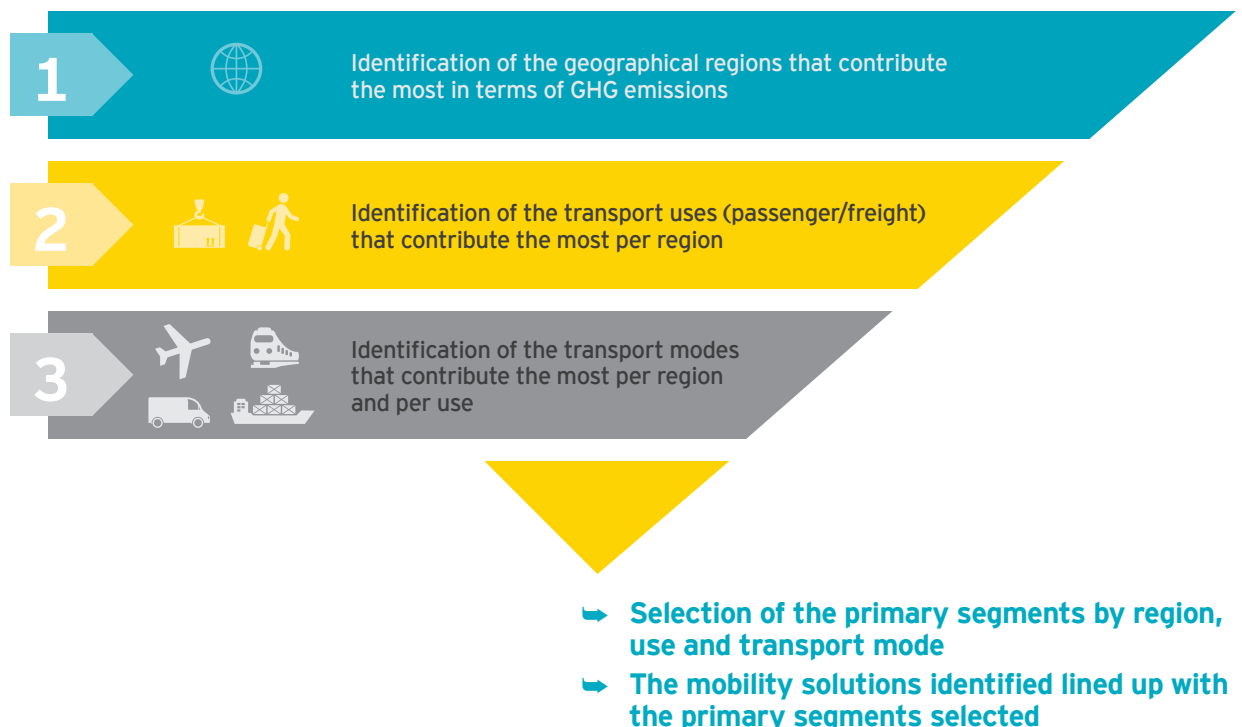 1
Identification of the geographical regions that contribute
the most in terms of GHG emissions
2
Identification of the transport uses (passenger/freight)
that contribute the most per region
3
Identification of the transport modes
that contribute the most per region
and per use
➥ Selection of the primary segments by region,
use and transport mode
➥ The mobility solutions identified lined up with
the primary segments selected